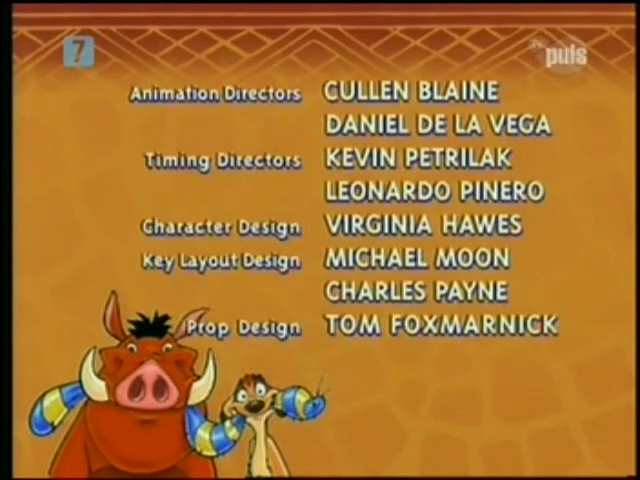 7
TV puls
Animation Directors CULLEN BLAINE
DANIEL DE LA VEGA
Timing Directors KEVIN PETRILAK
LEONARDO PINERO
Character Design VIRGINIA HAWES
Key Layout Design MICHAEL MOON
CHARLES PAYNE
Prop Design TOM FOXMARNICK